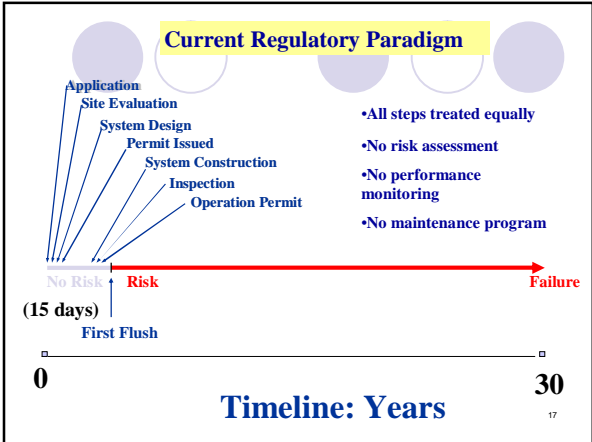 Current Regulatory Paradigm
Application
Site Evaluation
System Design
Permit Issued
System Construction
Inspection
Operation Permit
•All steps treated equally
•No risk assessment
•No performance
monitoring
•No maintenance program
No Risk
Risk
Failure
(15 days)
First Flush
0
30
Timeline: Years
17